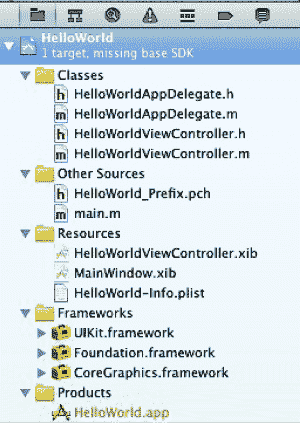 HelloWorld
1 target, missing base SDK
Classes
HelloWorldAppDelegate.h
HelloWorldAppDelegate.m
HelloWorldViewController.h
HelloWorldViewController.m
Other Sources
HelloWorld_Prefix.pch
main.m
Resources
HelloWorldViewController.xib
MainWindow.xib
HelloWorld-Info.plist
Frameworks
UIKit.framework
Foundation.framework
CoreGraphics.framework
Products
HelloWorld.app